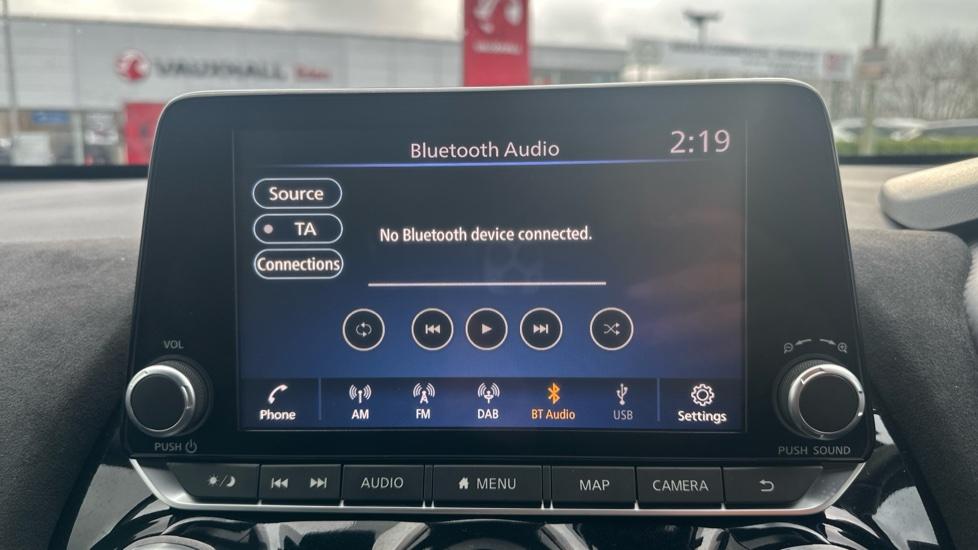 VAUXHALL
VAUXHALL
Bluetooth Audio
2:19
Source
TA
Connections
No Bluetooth device connected.
Phone
AM
FM
DAB
BT Audio
USB
Settings
VOL
PUSH
PUSH SOUND
AUDIO
MENU
MAP
CAMERA